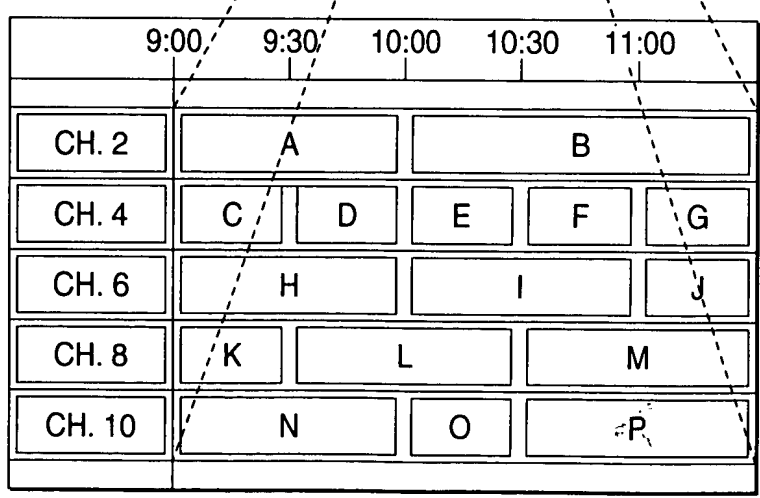 9:00 9:30 10:00 10:30 11:00
CH. 2 A B
CH. 4 C D E F G
CH. 6 H I J
CH. 8 K L M
CH. 10 N O P